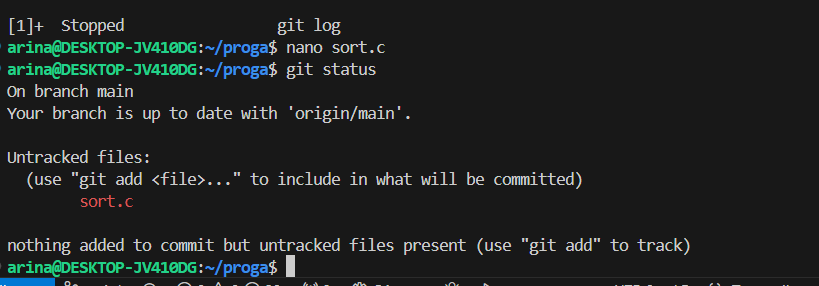 [1]+  Stopped                 git log
arina@DESKTOP-JV410DG:~/proga$ nano sort.c
arina@DESKTOP-JV410DG:~/proga$ git status
On branch main
Your branch is up to date with 'origin/main'.
Untracked files:
  (use "git add <file>..." to include in what will be committed)
        sort.c
nothing added to commit but untracked files present (use "git add" to track)
arina@DESKTOP-JV410DG:~/proga$